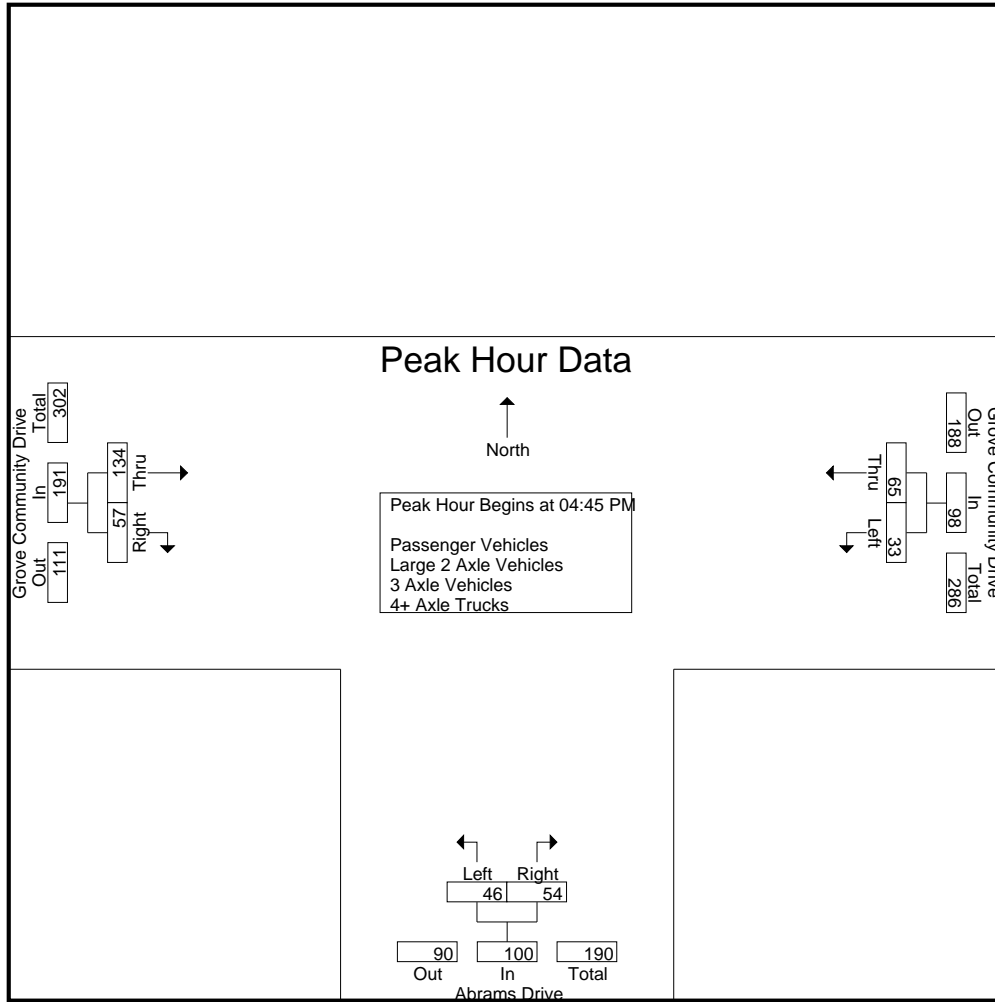 Peak Hour Data
North
Peak Hour Begins at 04:45 PM
Passenger Vehicles
Large 2 Axle Vehicles
3 Axle Vehicles
4+ Axle Trucks
Grove Community Drive
Out In Total
111 191 302
Right Thru
57 134
Grove Community Drive
Out In Total
188 98 286
Thru Left
65 33
Left Right
46 54
90 100 190
Out In Total
Abrams Drive